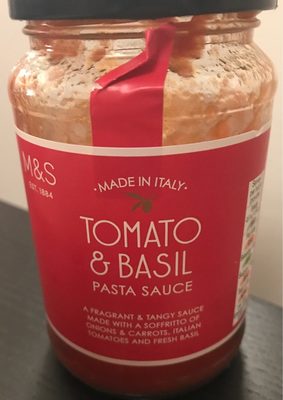 M&S
EST. 1884
·MADE IN ITALY·
TOMATO
& BASIL
PASTA SAUCE
A FRAGRANT & TANGY SAUCE
MADE WITH A SOFFRITTO OF
ONIONS & CARROTS, ITALIAN
TOMATOES AND FRESH BASIL